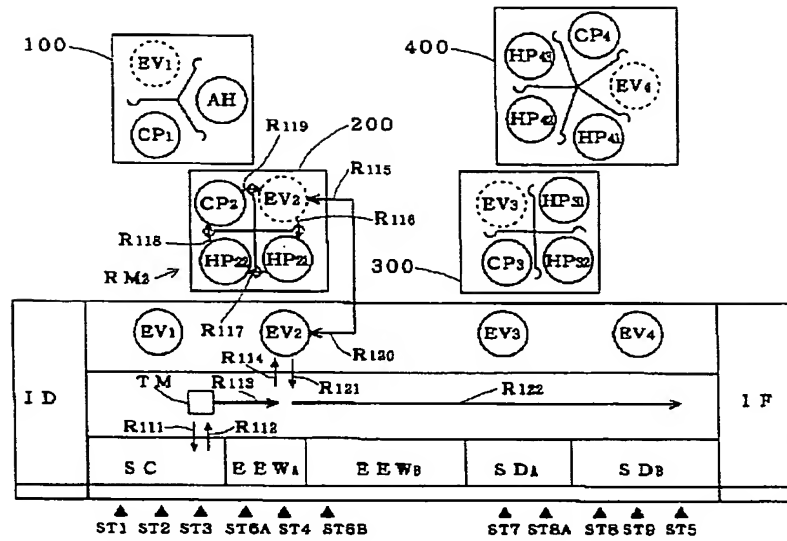 100
EV1
AH
CP1
R119
200
R115
CP2
EV2
R116
R118
HP22
HP21
RM2
R117
400
CP4
HP43
EV4
HP42
HP41
EV3
HP31
CP3
HP32
300
EV1
EV2
EV3
EV4
R120
R114
R121
TM
R113
R122
ID
IF
R111
R112
SC
EEWA
EEWB
SDA
SDB
ST1 ST2 ST3 ST6A ST4 ST6B ST7 ST8A ST8 ST9 ST5